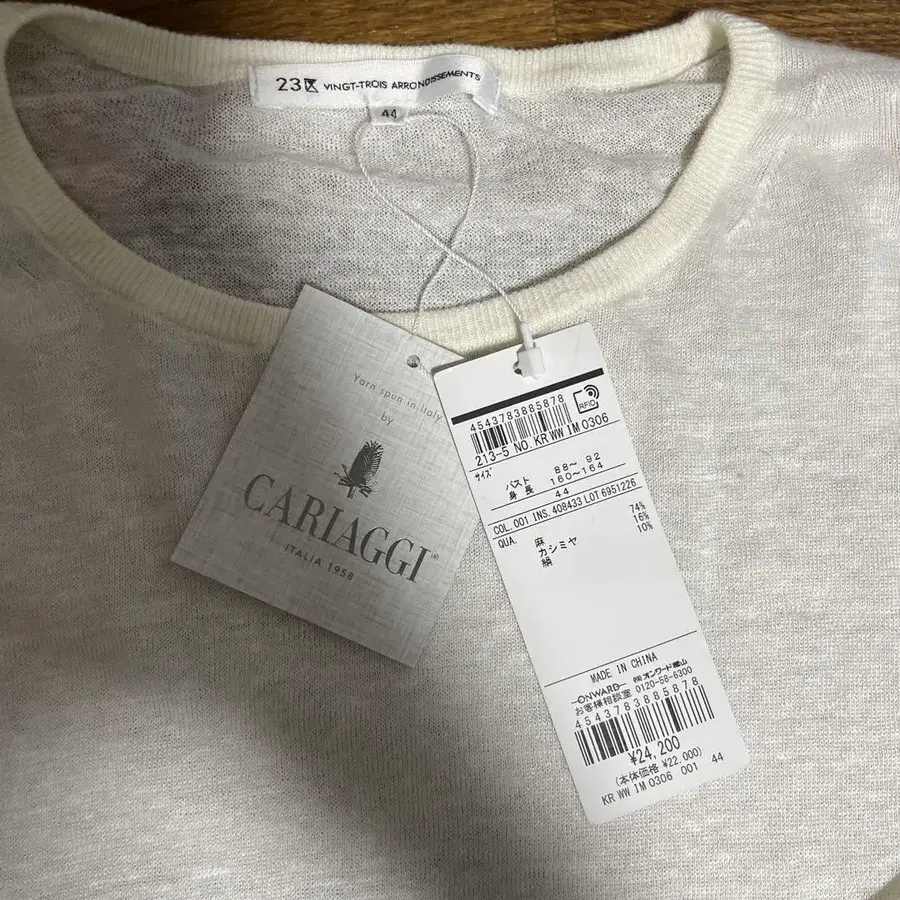 23区 VINGT-TROIS ARRONDISSEMENTS
44
Yarn spun in Italy
by
CARIAGGI
ITALIA 1958
4543783885878
RFID
213-5 NO. KR WW IM 0306
サイズ
バスト 88～ 92
身長 160～164
44
COL. 001 INS. 408433 LOT 6951226
QUA. 麻 74%
カシミヤ 16%
絹 10%
MADE IN CHINA
ONWARD ㈱オンワード樫山
お客様相談室 0120-58-6300
4543783885878
¥24,200
(本体価格 ¥22,000)
KR WW IM 0306 001 44